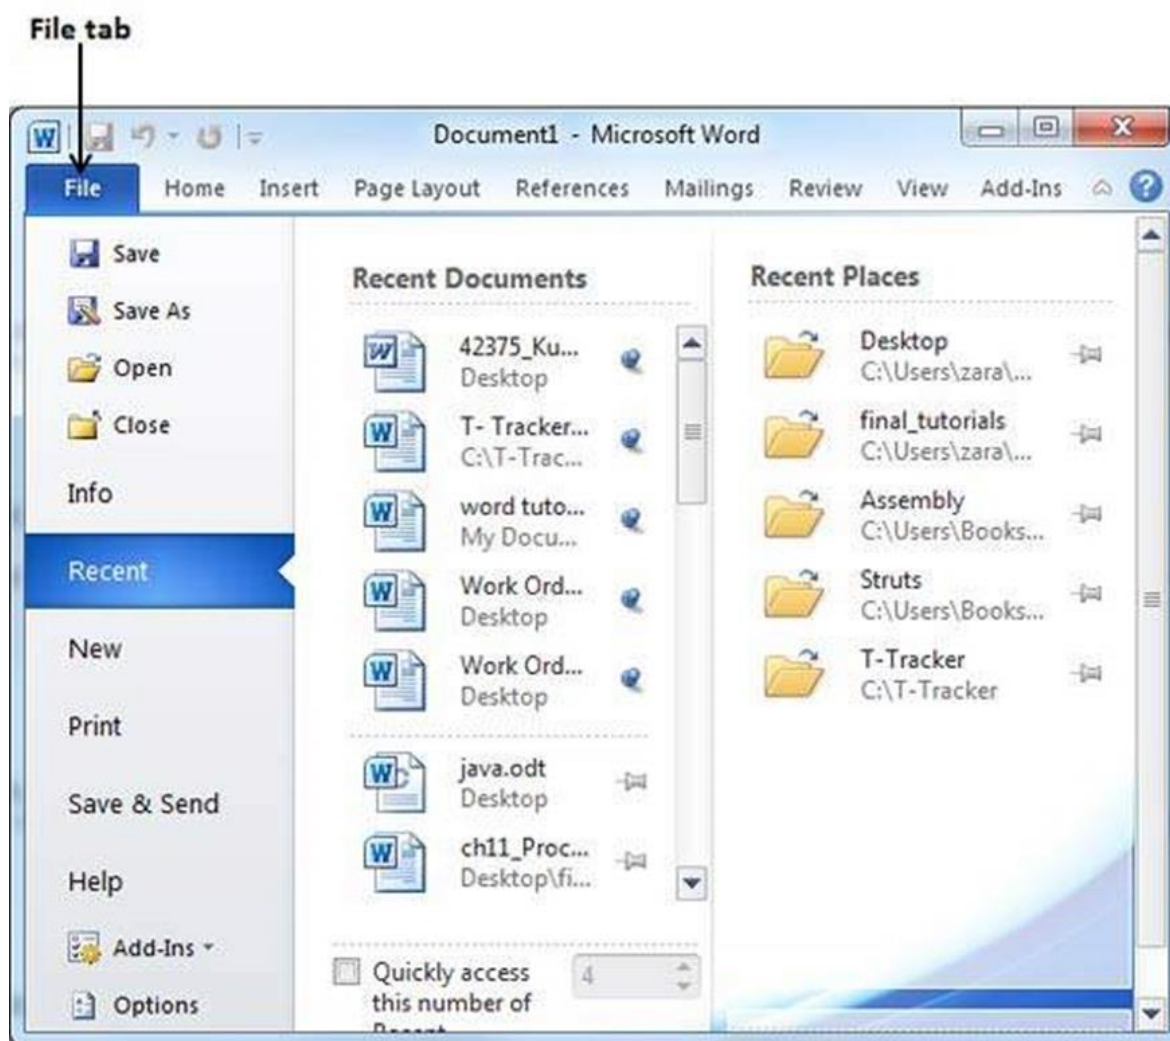 File tab
Document1 - Microsoft Word
File Home Insert Page Layout References Mailings Review View Add-Ins
Save
Save As
Open
Close
Info
Recent
New
Print
Save & Send
Help
Add-Ins
Options
Recent Documents
42375_Ku...
Desktop
T- Tracker...
C:\T-Trac...
word tuto...
My Docu...
Work Ord...
Desktop
Work Ord...
Desktop
java.odt
Desktop
ch11_Proc...
Desktop\fi...
Quickly access 4
this number of
Recent Places
Desktop
C:\Users\zara\...
final_tutorials
C:\Users\zara\...
Assembly
C:\Users\Books...
Struts
C:\Users\Books...
T-Tracker
C:\T-Tracker